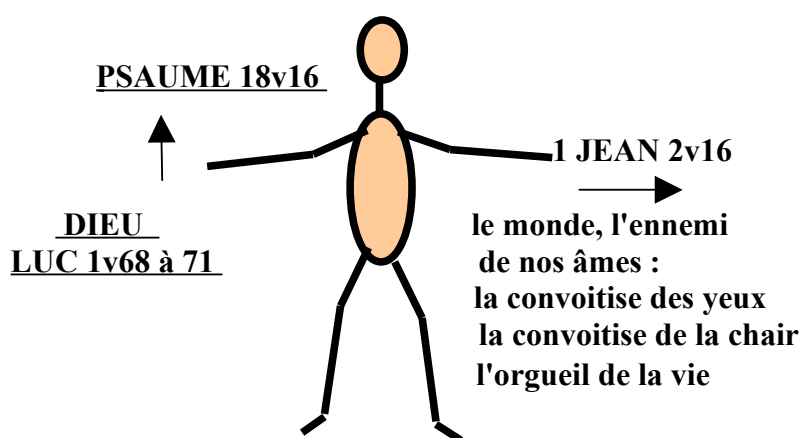 PSAUME 18v16
DIEU
LUC 1v68 à 71
1 JEAN 2v16
le monde, l'ennemi
de nos âmes :
la convoitise des yeux
la convoitise de la chair
l'orgueil de la vie